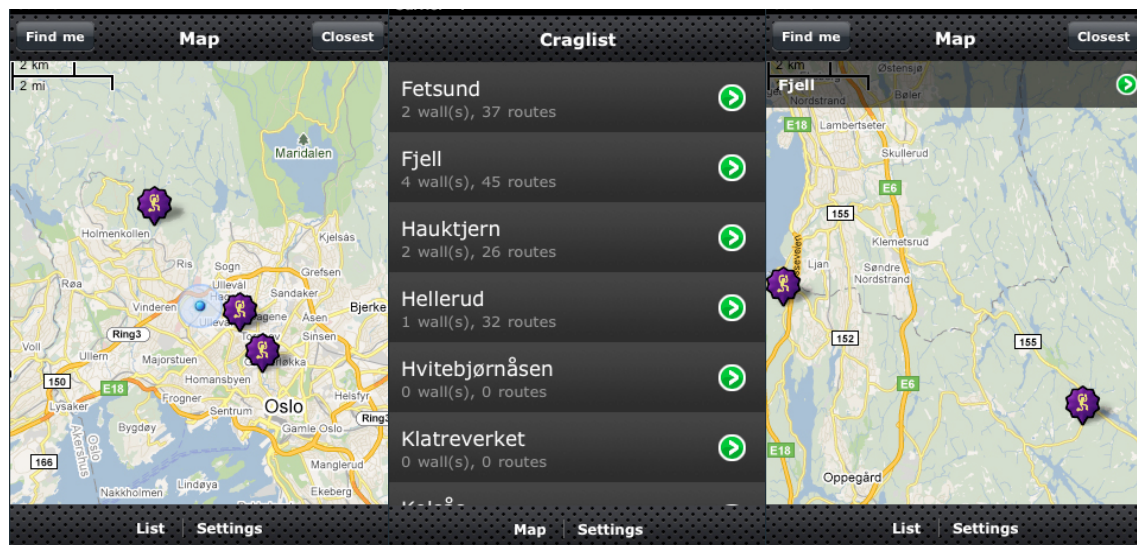 Find me
Map
Closest
2 km
2 mi
Maridalen
Holmenkollen
Kjelsås
Ris
Sogn
Grefsen
Røa
Ullevål
Sandaker
Vinderen
Bjerke
Åsen
Ring3
Sinsen
Voll
Ullern
Majorstuen
150
E18
Homansbyen
Helsfyr
Lysaker
Frogner
Sentrum
Oslo
Ring3
Bygdøy
Gamle Oslo
Oslo
Akershus
166
Manglerud
Lindøya
Nakkholmen
Ekeberg
List
Settings
Craglist
Fetsund
2 wall(s), 37 routes
Fjell
4 wall(s), 45 routes
Hauktjern
2 wall(s), 26 routes
Hellerud
1 wall(s), 32 routes
Hvitebjørnåsen
0 wall(s), 0 routes
Klatreverket
0 wall(s), 0 routes
Map
Settings
Find me
Map
Closest
2 km
Østensjø
Fjell
Bøler
Nordstrand
E18
Lambertseter
Skullerud
E6
155
Klemetsrud
Ljan
Søndre
Nordstrand
152
155
E6
E18
Oppegård
List
Settings